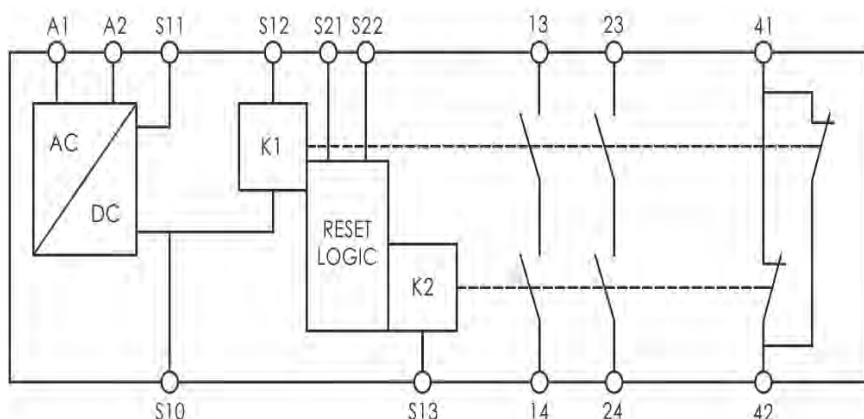 A1 A2 S11 S12 S21 S22 13 23 41
AC
K1
DC
RESET
LOGIC
K2
S10 S13 14 24 42